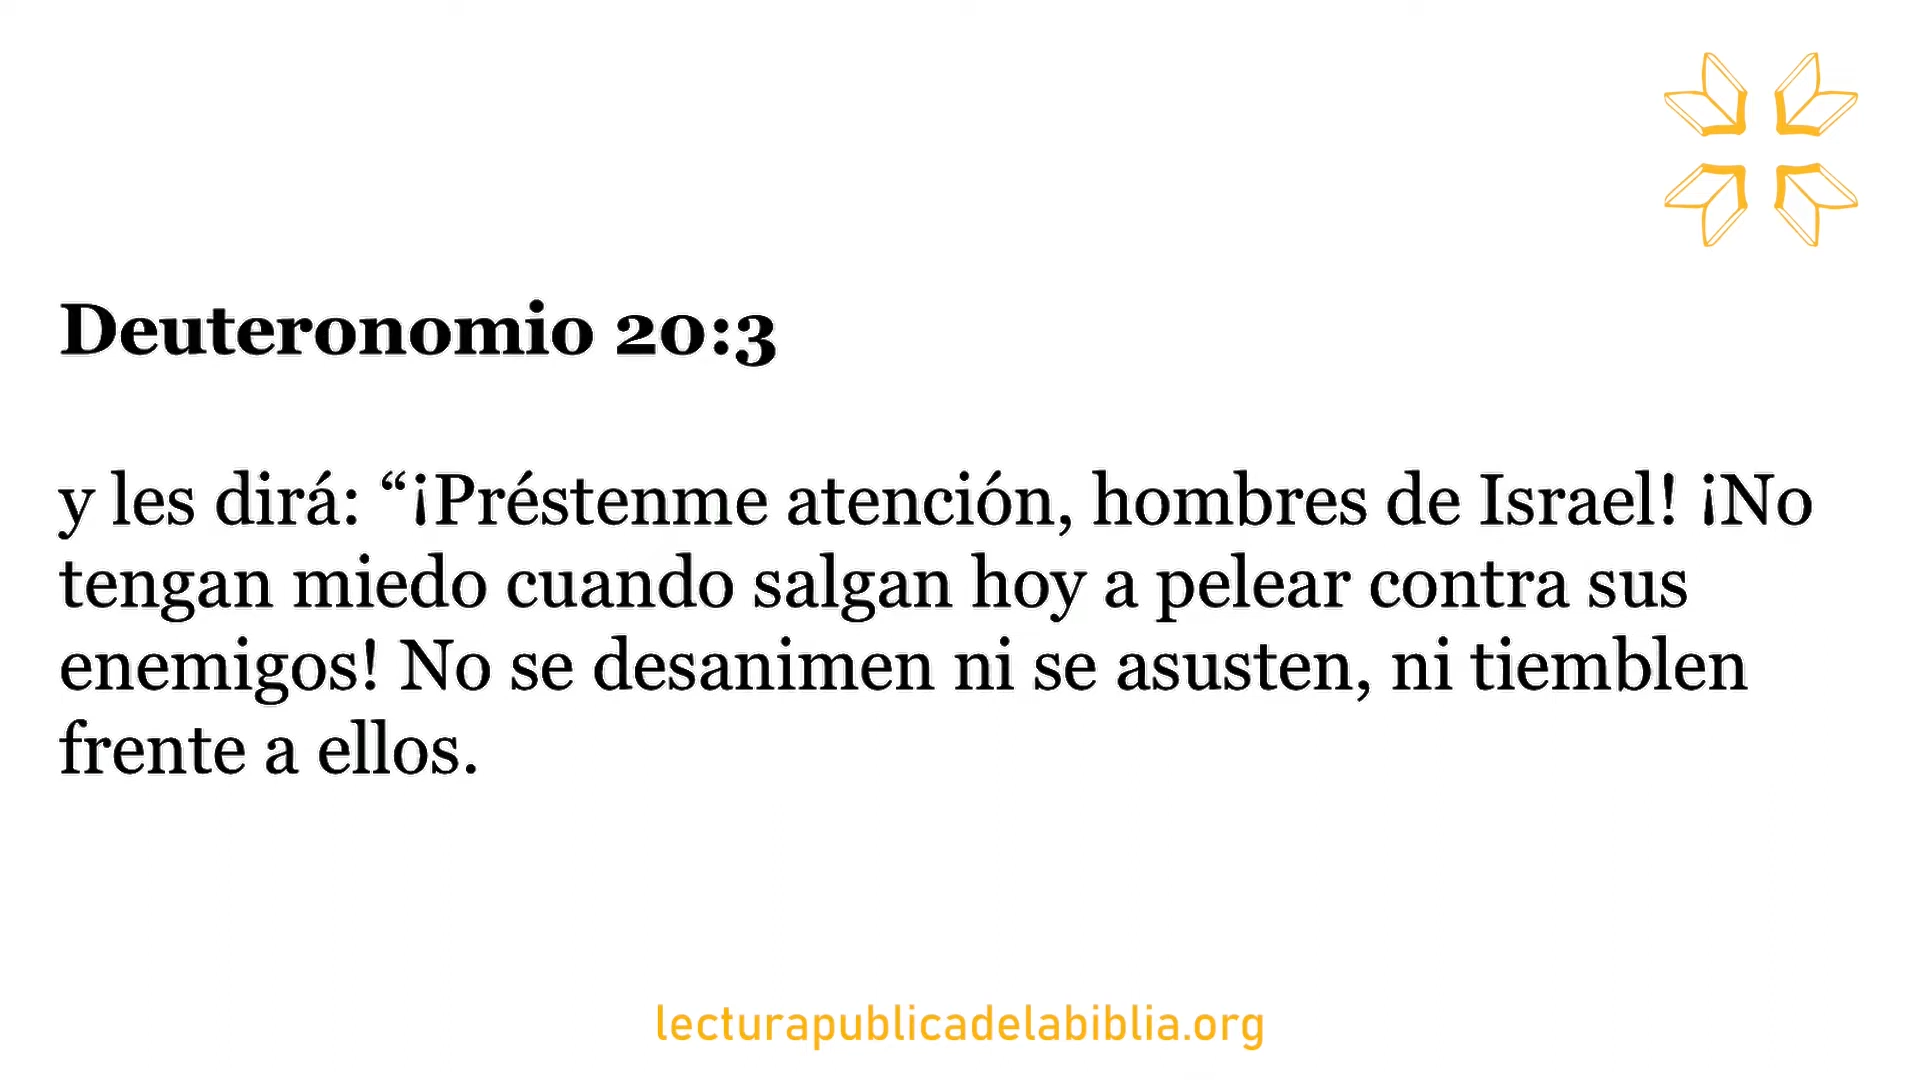 Deuteronomio 20:3
y les dirá: “¡Préstenme atención, hombres de Israel! ¡No
tengan miedo cuando salgan hoy a pelear contra sus
enemigos! No se desanimen ni se asusten, ni tiemblen
frente a ellos.
lecturapublicadelabiblia.org